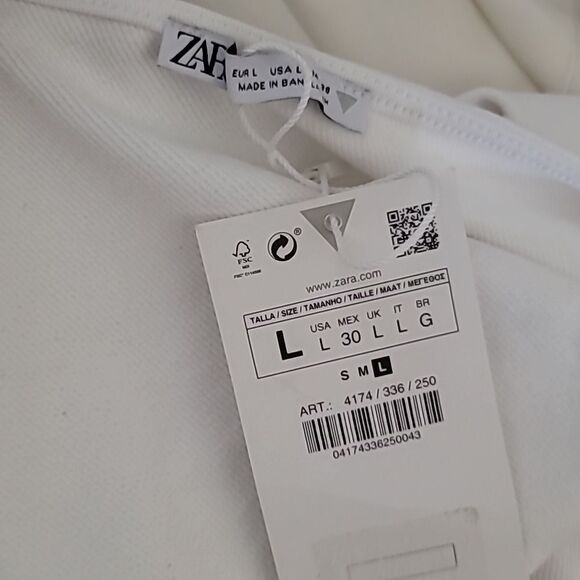 ZARA
EUR L USA L
MADE IN BAN
FSC
®
www.zara.com
TALLA / SIZE / TAMANHO / TAILLE / MAAT / ΜΕΓΕΘΟΣ
L
USA MEX UK IT BR
L 30 L L G
S M L
ART.: 4174 / 336 / 250
04174336250043